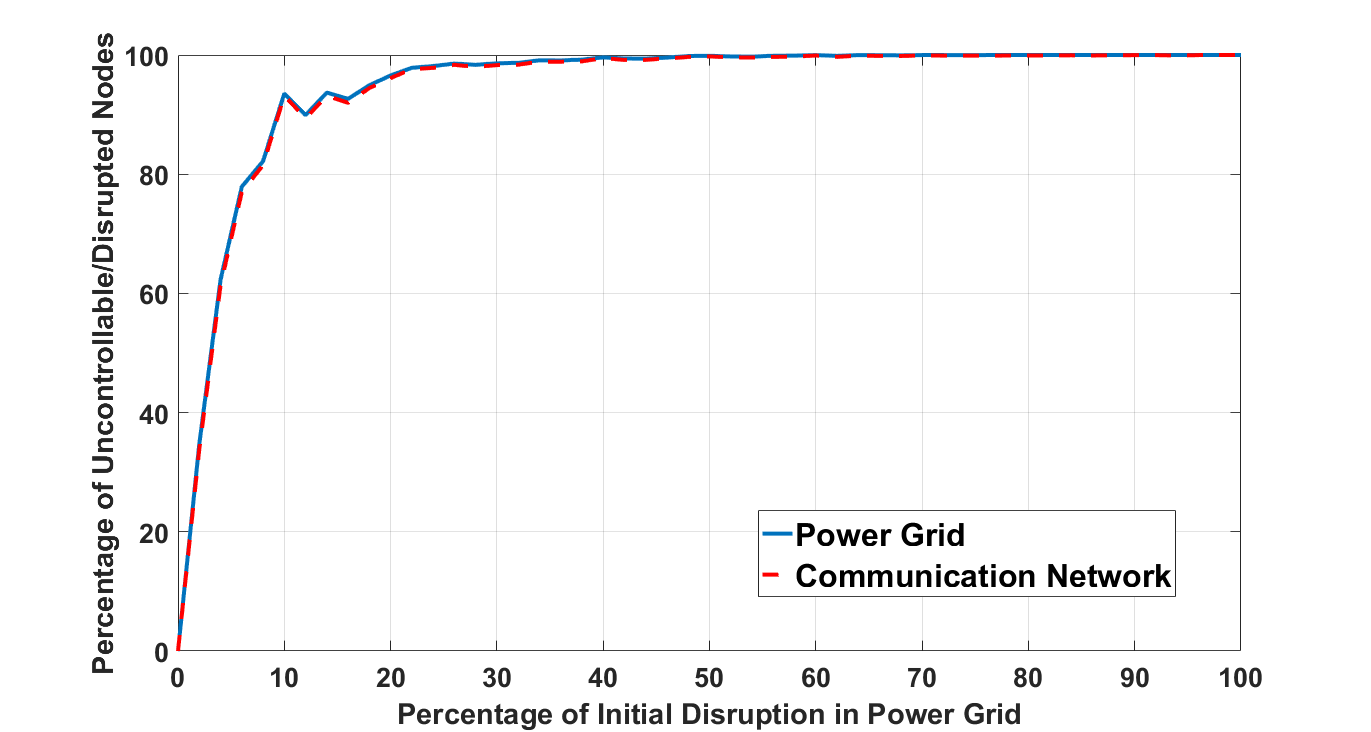 Percentage of Uncontrollable/Disrupted Nodes
100
80
60
40
20
0
0 10 20 30 40 50 60 70 80 90 100
Percentage of Initial Disruption in Power Grid
Power Grid
Communication Network